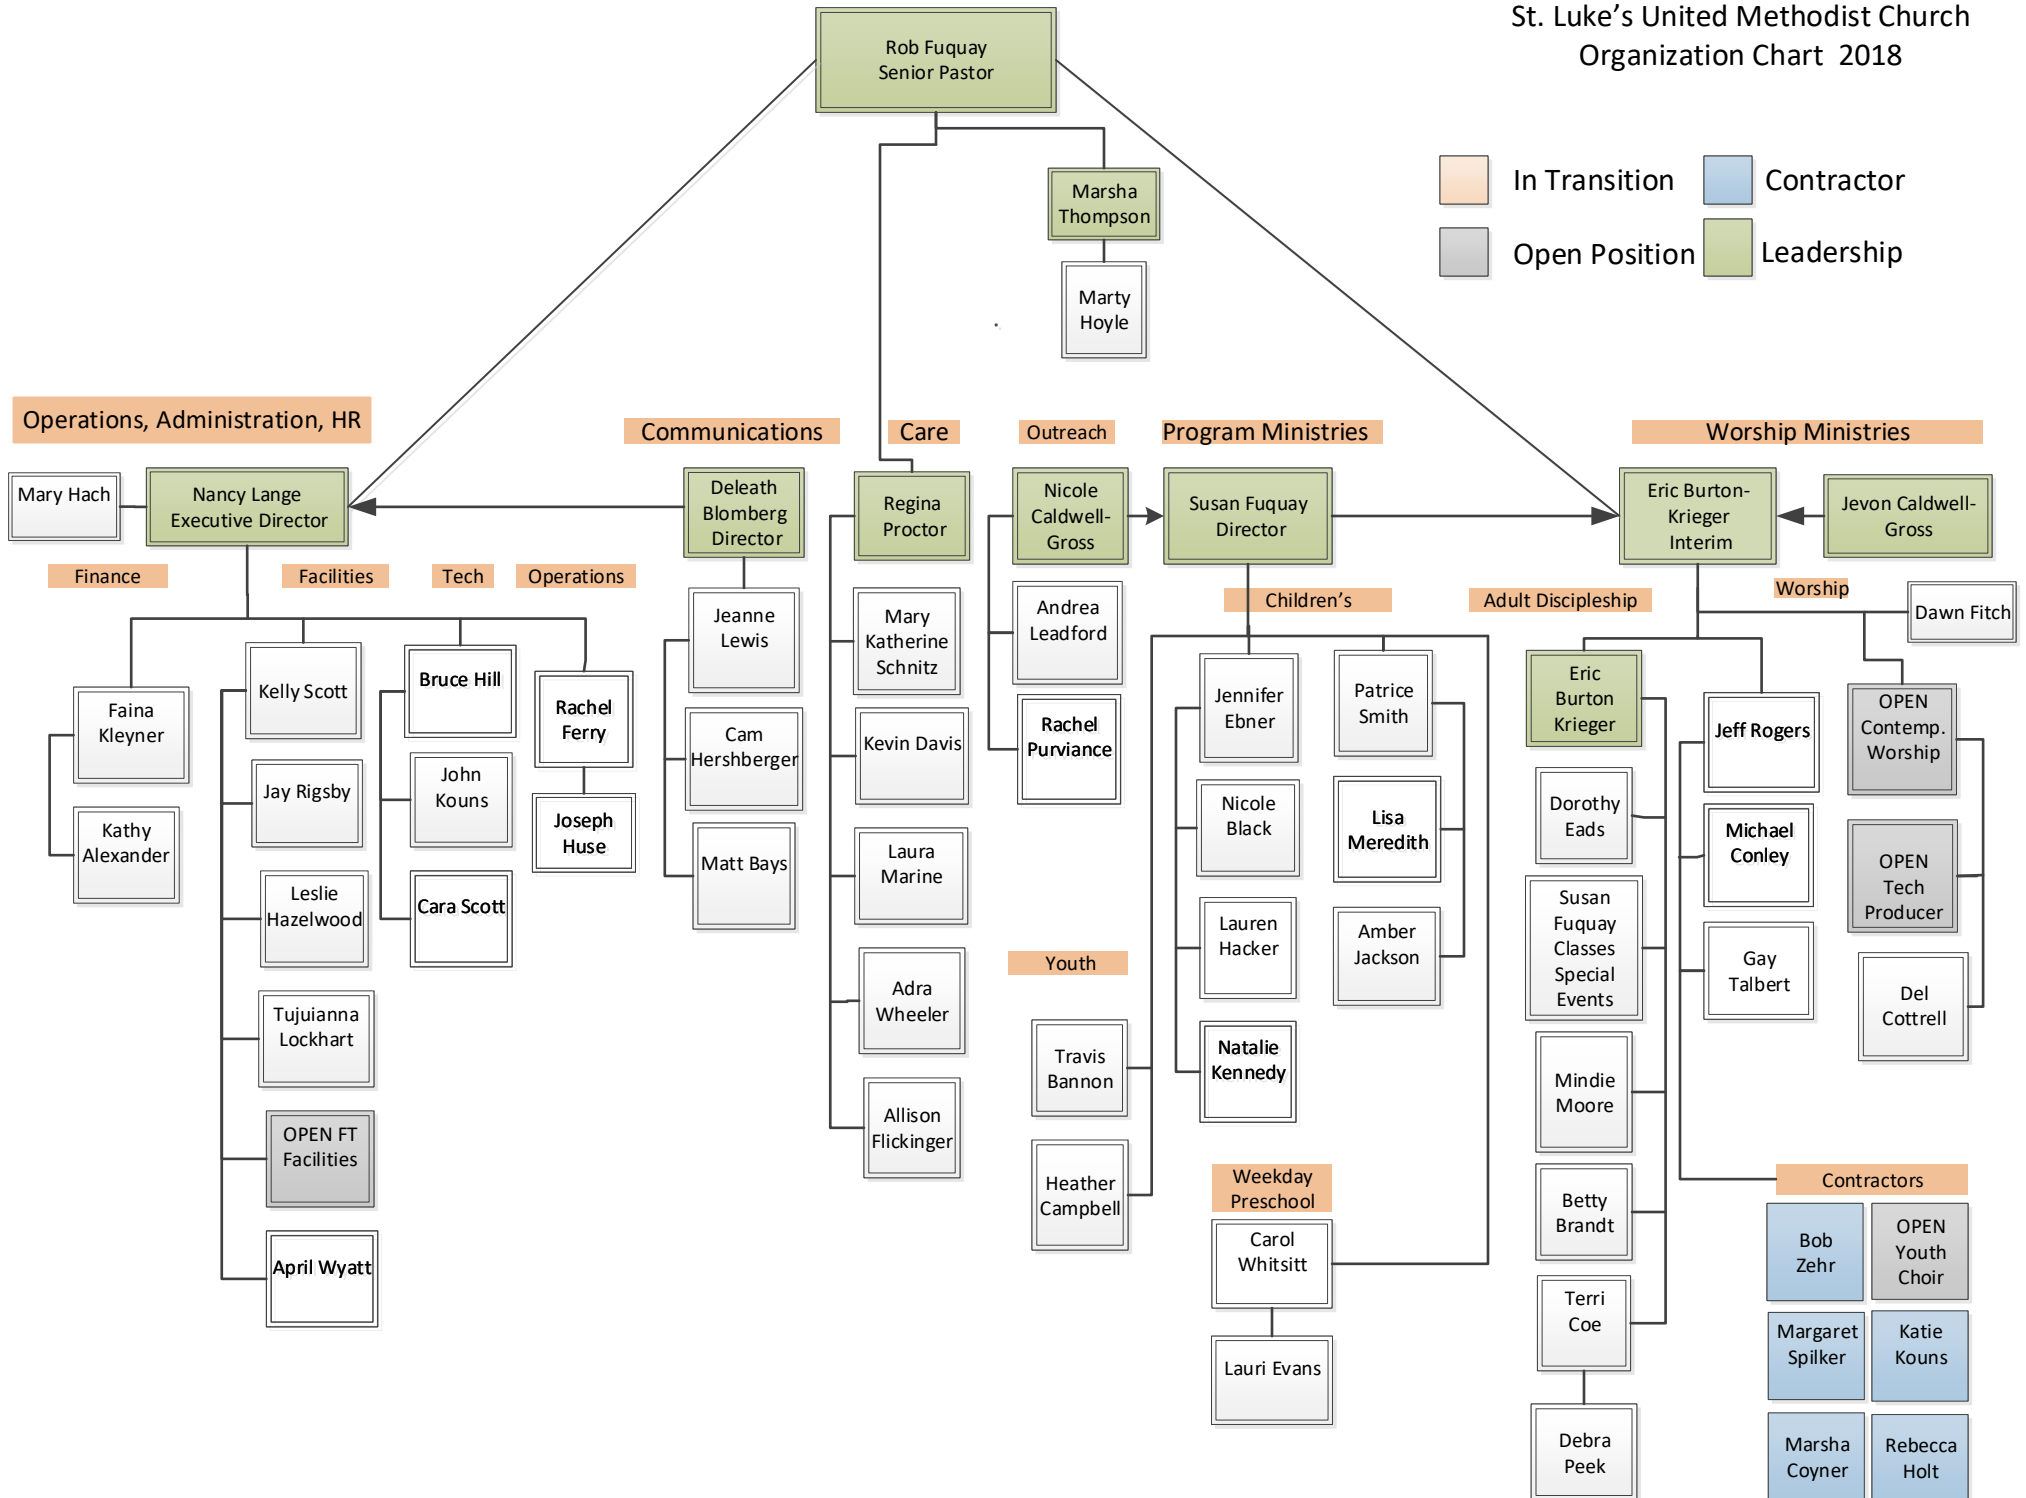 St. Luke’s United Methodist Church
Organization Chart 2018
Rob Fuquay
Senior Pastor
In Transition
Contractor
Open Position
Leadership
Marsha
Thompson
Marty
Hoyle
Operations, Administration, HR
Communications
Care
Outreach
Program Ministries
Worship Ministries
Mary Hach
Nancy Lange
Executive Director
Deleath
Blomberg
Director
Regina
Proctor
Nicole
Caldwell-
Gross
Susan Fuquay
Director
Eric Burton-
Krieger
Interim
Jevon Caldwell-
Gross
Finance
Facilities
Tech
Operations
Children’s
Adult Discipleship
Worship
Dawn Fitch
Faina
Kleyner
Kathy
Alexander
Kelly Scott
Jay Rigsby
Leslie
Hazelwood
Tujuianna
Lockhart
OPEN FT
Facilities
April Wyatt
Bruce Hill
John
Kouns
Cara Scott
Rachel
Ferry
Joseph
Huse
Jeanne
Lewis
Cam
Hershberger
Matt Bays
Mary
Katherine
Schnitz
Kevin Davis
Laura
Marine
Adra
Wheeler
Allison
Flickinger
Andrea
Leadford
Rachel
Purviance
Youth
Travis
Bannon
Heather
Campbell
Jennifer
Ebner
Nicole
Black
Lauren
Hacker
Natalie
Kennedy
Patrice
Smith
Lisa
Meredith
Amber
Jackson
Weekday
Preschool
Carol
Whitsitt
Lauri Evans
Eric
Burton
Krieger
Dorothy
Eads
Susan
Fuquay
Classes
Special
Events
Mindie
Moore
Betty
Brandt
Terri
Coe
Debra
Peek
Jeff Rogers
Michael
Conley
Gay
Talbert
OPEN
Contemp.
Worship
OPEN
Tech
Producer
Del
Cottrell
Contractors
Bob
Zehr
OPEN
Youth
Choir
Margaret
Spilker
Katie
Kouns
Marsha
Coyner
Rebecca
Holt